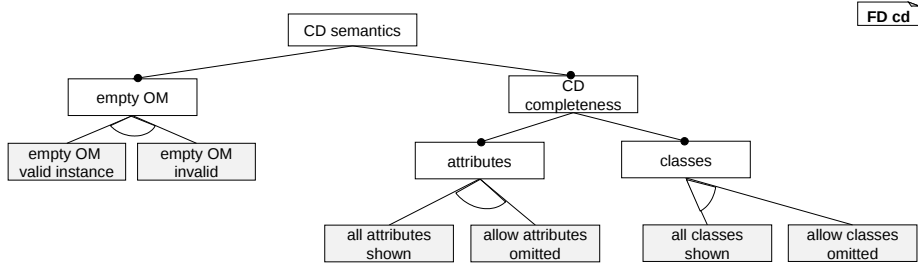 CD semantics
FD cd
empty OM
CD
completeness
empty OM
valid instance
empty OM
invalid
attributes
classes
all attributes
shown
allow attributes
omitted
all classes
shown
allow classes
omitted